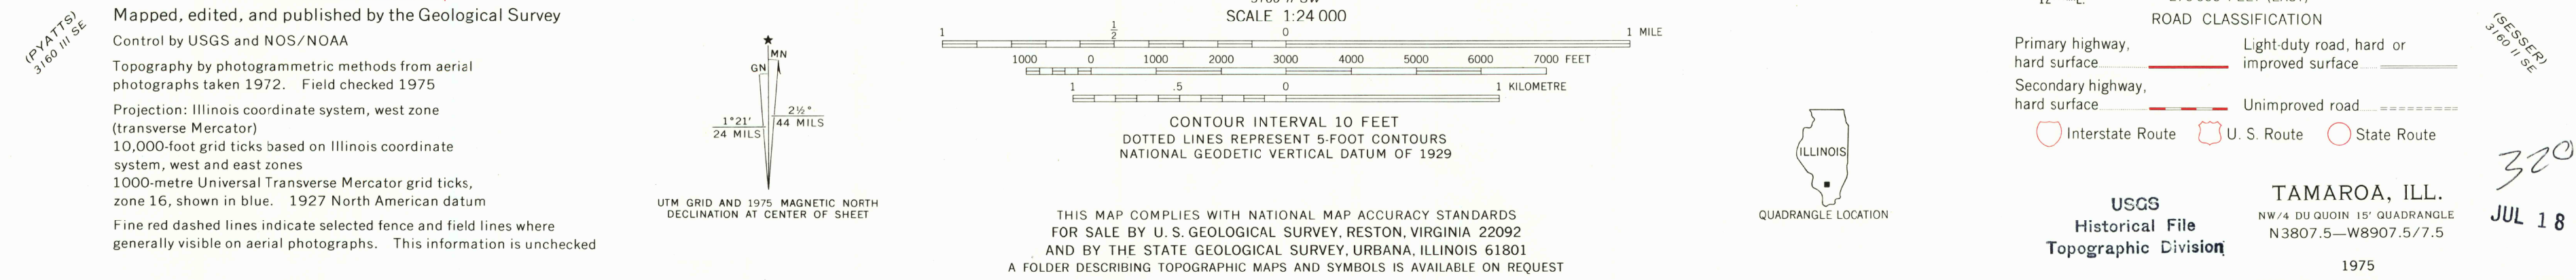 (PYATTS)
3160 III SE
Mapped, edited, and published by the Geological Survey
Control by USGS and NOS/NOAA
Topography by photogrammetric methods from aerial
photographs taken 1972. Field checked 1975
Projection: Illinois coordinate system, west zone
(transverse Mercator)
10,000-foot grid ticks based on Illinois coordinate
system, west and east zones
1000-metre Universal Transverse Mercator grid ticks,
zone 16, shown in blue. 1927 North American datum
Fine red dashed lines indicate selected fence and field lines where
generally visible on aerial photographs. This information is unchecked
★
MN
GN
1°21′
24 MILS
2½°
44 MILS
UTM GRID AND 1975 MAGNETIC NORTH
DECLINATION AT CENTER OF SHEET
SCALE 1:24 000
1 ½ 0 1 MILE
1000 0 1000 2000 3000 4000 5000 6000 7000 FEET
1 .5 0 1 KILOMETRE
CONTOUR INTERVAL 10 FEET
DOTTED LINES REPRESENT 5-FOOT CONTOURS
NATIONAL GEODETIC VERTICAL DATUM OF 1929
THIS MAP COMPLIES WITH NATIONAL MAP ACCURACY STANDARDS
FOR SALE BY U. S. GEOLOGICAL SURVEY, RESTON, VIRGINIA 22092
AND BY THE STATE GEOLOGICAL SURVEY, URBANA, ILLINOIS 61801
A FOLDER DESCRIBING TOPOGRAPHIC MAPS AND SYMBOLS IS AVAILABLE ON REQUEST
ILLINOIS
QUADRANGLE LOCATION
ROAD CLASSIFICATION
Primary highway,
hard surface
Light-duty road, hard or
improved surface
Secondary highway,
hard surface
Unimproved road
Interstate Route U. S. Route State Route
(SESSER)
3160 II SE
320
USGS
Historical File
Topographic Division
TAMAROA, ILL.
NW/4 DU QUOIN 15′ QUADRANGLE
N3807.5—W8907.5/7.5
1975
JUL 18